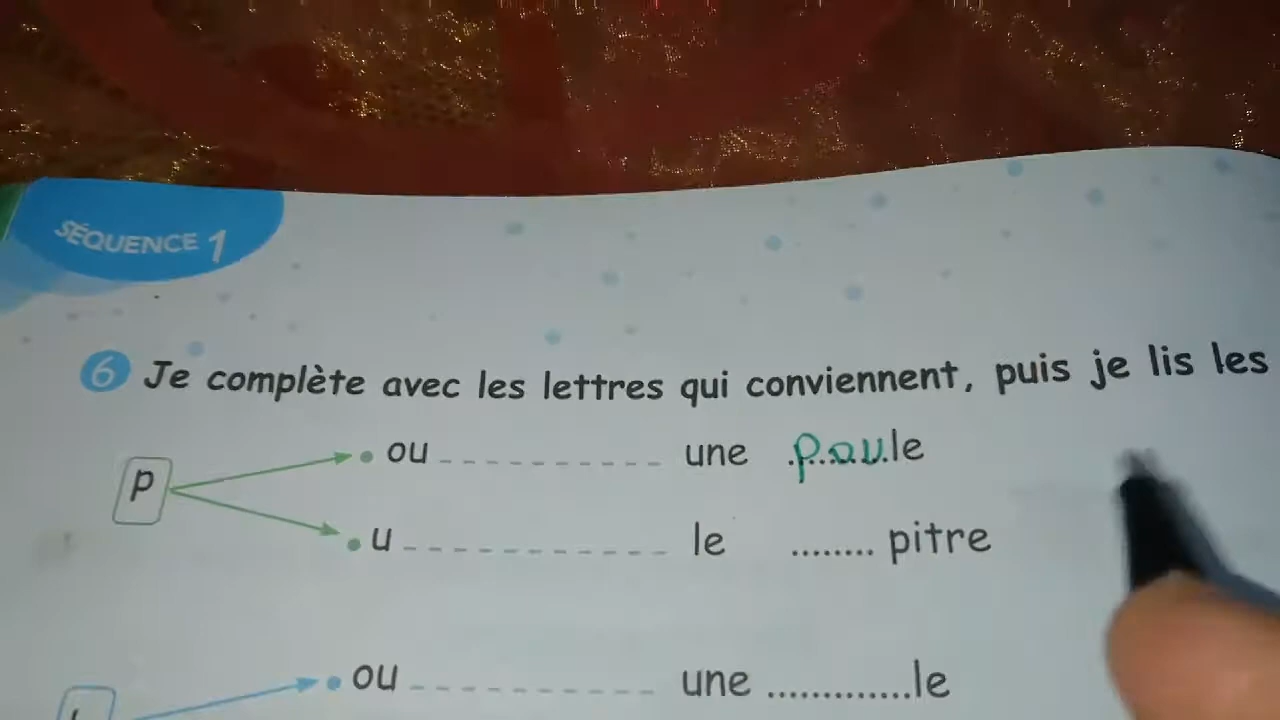 SÉQUENCE 1
6 Je complète avec les lettres qui conviennent, puis je lis les
p
ou _ _ _ _ _ _ _ _ _ une poule
u _ _ _ _ _ _ _ _ _ _ _ le ........ pitre
ou _ _ _ _ _ _ _ _ _ _ une .............le